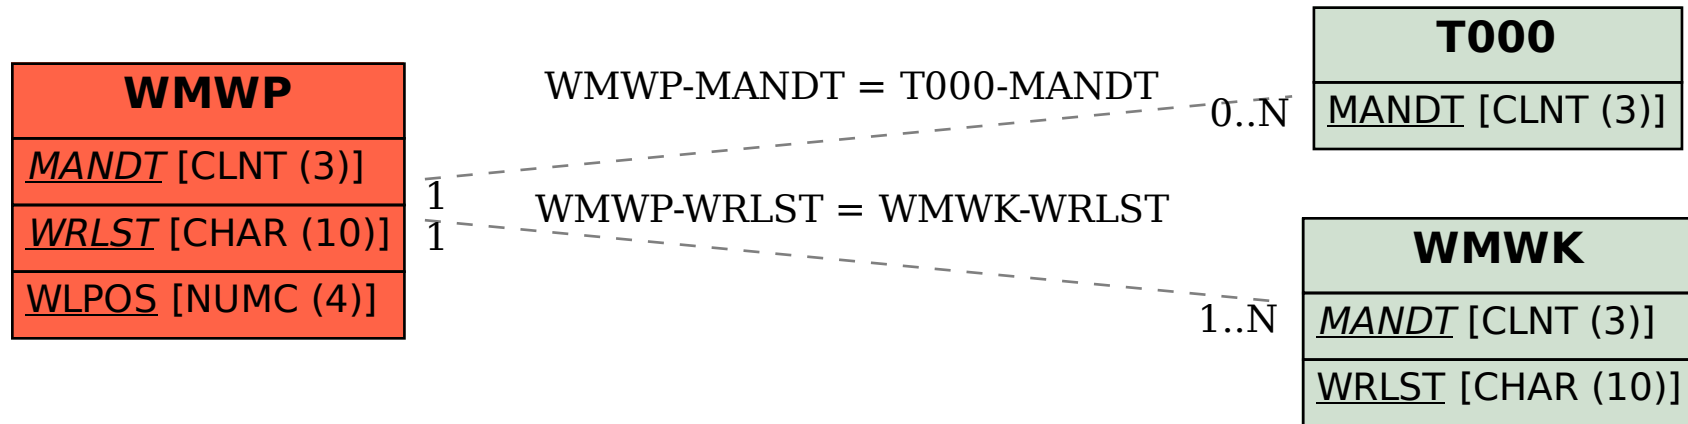 WMWP
MANDT [CLNT (3)]
WRLST [CHAR (10)]
WLPOS [NUMC (4)]
WMWP-MANDT = T000-MANDT
0..N
1
WMWP-WRLST = WMWK-WRLST
1
1..N
T000
MANDT [CLNT (3)]
WMWK
MANDT [CLNT (3)]
WRLST [CHAR (10)]